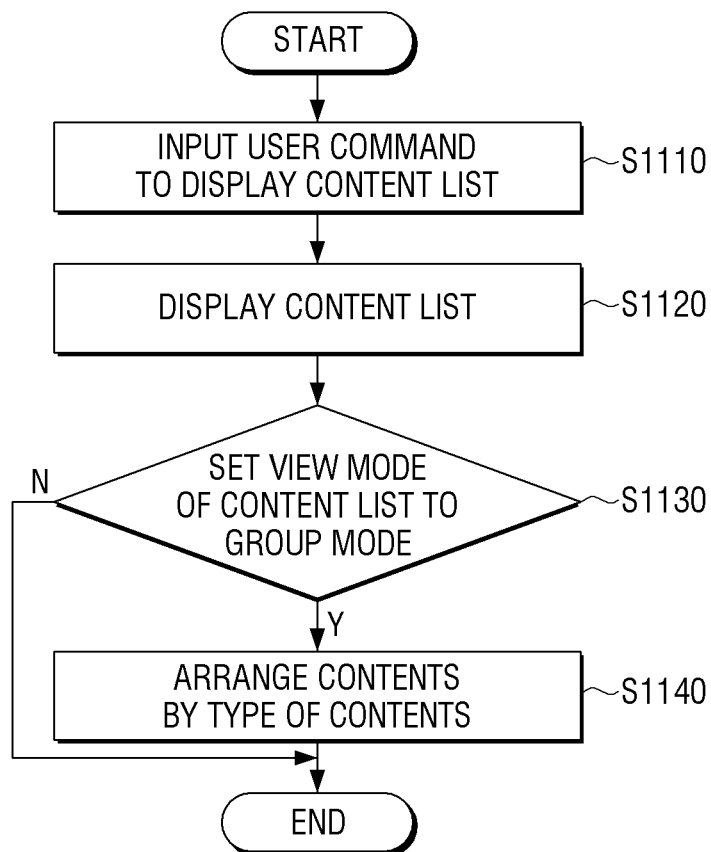 START
INPUT USER COMMAND
TO DISPLAY CONTENT LIST
S1110
DISPLAY CONTENT LIST
S1120
SET VIEW MODE
OF CONTENT LIST TO
GROUP MODE
S1130
N
Y
ARRANGE CONTENTS
BY TYPE OF CONTENTS
S1140
END